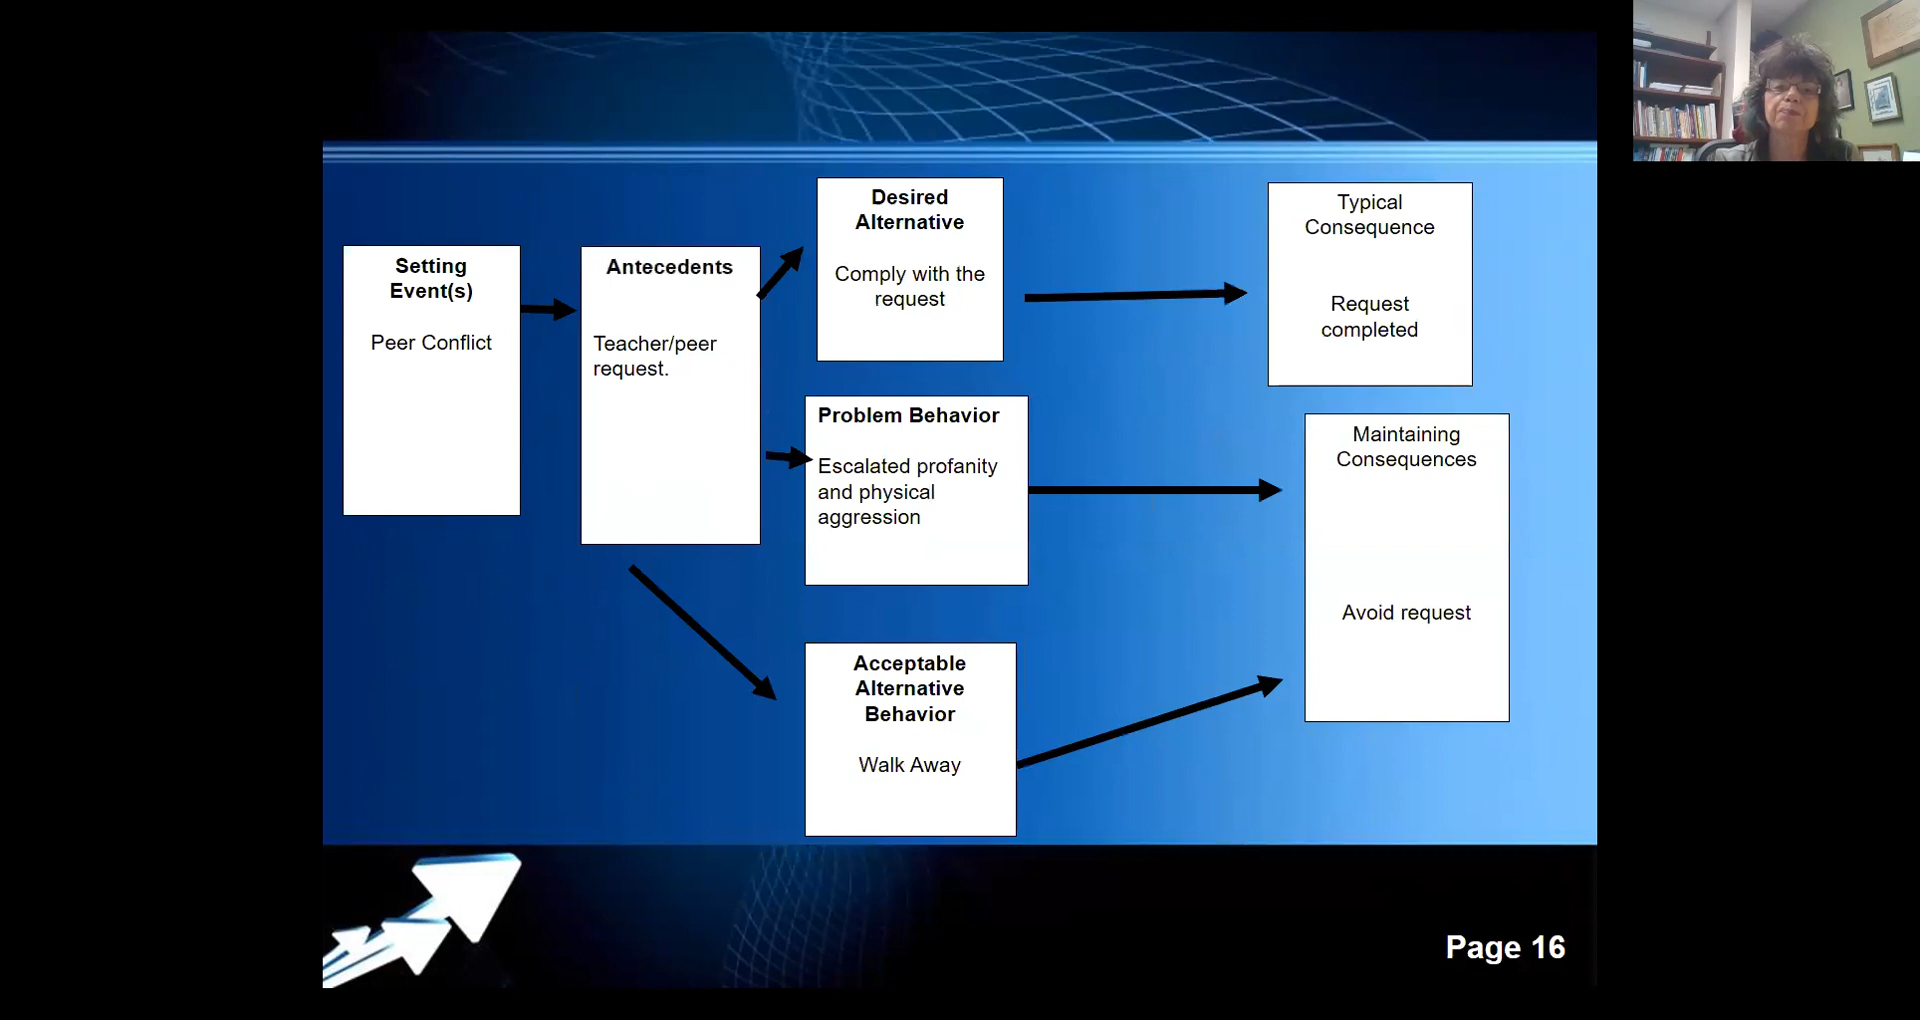 Setting
Event(s)
Peer Conflict
Antecedents
Teacher/peer
request.
Desired
Alternative
Comply with the
request
Typical
Consequence
Request
completed
Problem Behavior
Escalated profanity
and physical
aggression
Maintaining
Consequences
Avoid request
Acceptable
Alternative
Behavior
Walk Away
Page 16